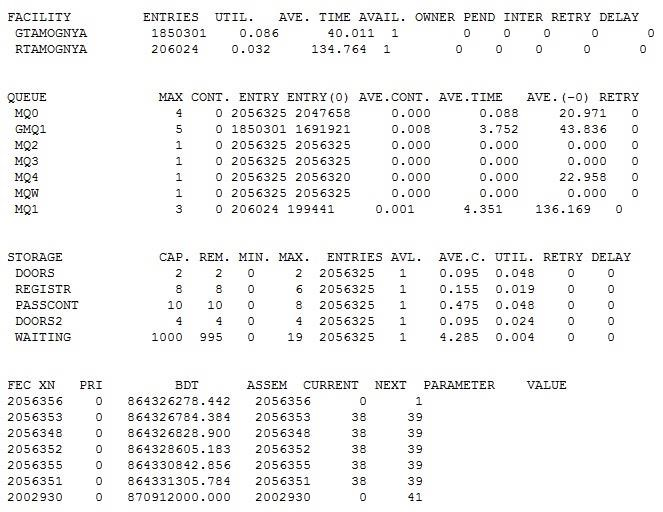 FACILITY ENTRIES UTIL. AVE. TIME AVAIL. OWNER PEND INTER RETRY DELAY
GTAMOGNYA 1850301 0.086 40.011 1 0 0 0 0 0
RTAMOGNYA 206024 0.032 134.764 1 0 0 0 0 0
QUEUE MAX CONT. ENTRY ENTRY(0) AVE.CONT. AVE.TIME AVE.(-0) RETRY
MQ0 4 0 2056325 2047658 0.000 0.088 20.971 0
GMQ1 5 0 1850301 1691921 0.008 3.752 43.836 0
MQ2 1 0 2056325 2056325 0.000 0.000 0.000 0
MQ3 1 0 2056325 2056325 0.000 0.000 0.000 0
MQ4 1 0 2056325 2056320 0.000 0.000 22.958 0
MQW 1 0 2056325 2056325 0.000 0.000 0.000 0
MQ1 3 0 206024 199441 0.001 4.351 136.169 0
STORAGE CAP. REM. MIN. MAX. ENTRIES AVL. AVE.C. UTIL. RETRY DELAY
DOORS 2 2 0 2 2056325 1 0.095 0.048 0 0
REGISTR 8 8 0 6 2056325 1 0.155 0.019 0 0
PASSCONT 10 10 0 8 2056325 1 0.475 0.048 0 0
DOORS2 4 4 0 4 2056325 1 0.095 0.024 0 0
WAITING 1000 995 0 19 2056325 1 4.285 0.004 0 0
FEC XN PRI BDT ASSEM CURRENT NEXT PARAMETER VALUE
2056356 0 864326278.442 2056356 0 1
2056353 0 864326784.384 2056353 38 39
2056348 0 864326828.900 2056348 38 39
2056352 0 864328605.183 2056352 38 39
2056355 0 864330842.856 2056355 38 39
2056351 0 864331305.784 2056351 38 39
2002930 0 870912000.000 2002930 0 41